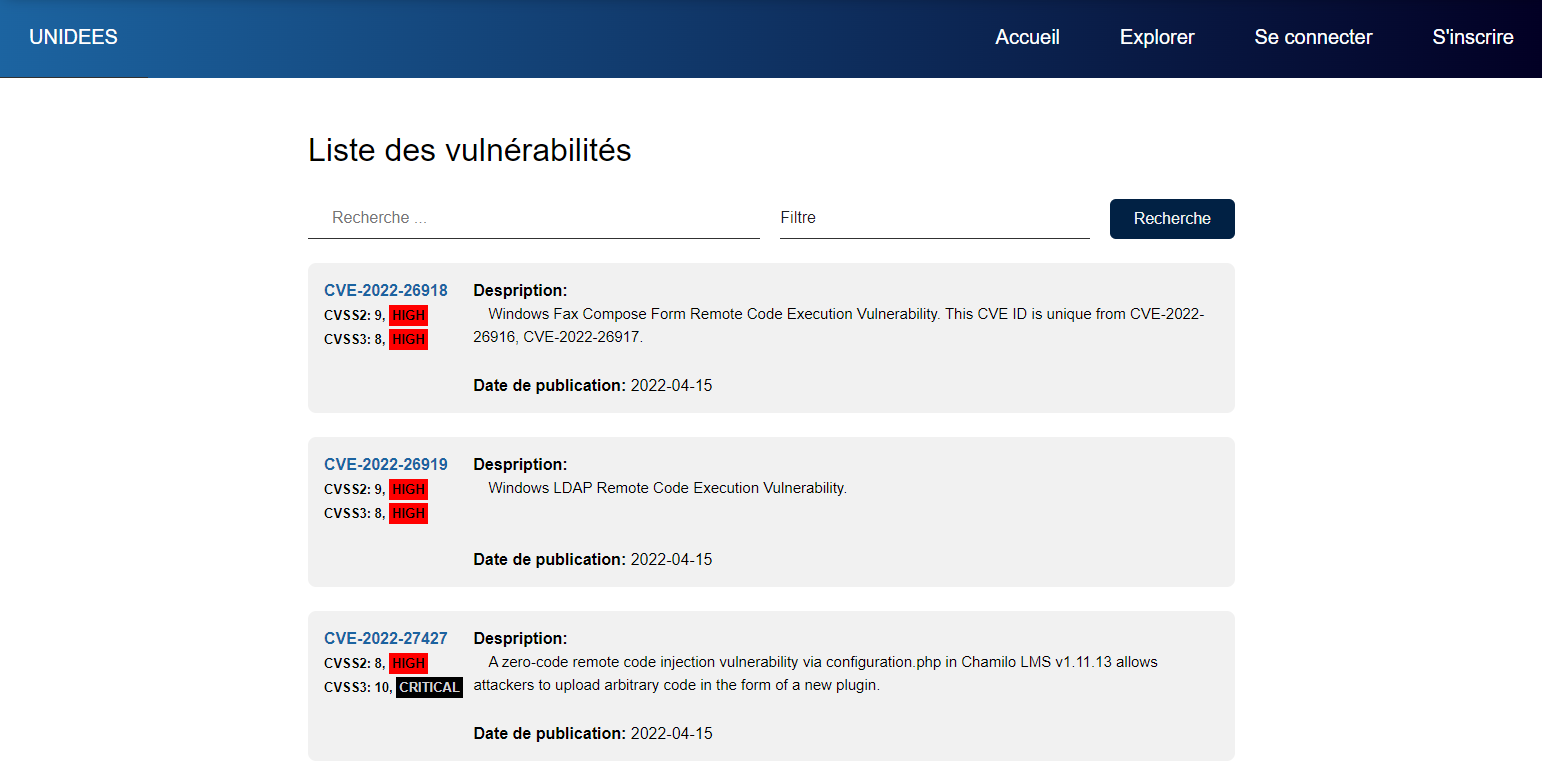 UNIDEES
Accueil
Explorer
Se connecter
S'inscrire
Liste des vulnérabilités
Recherche ...
Filtre
Recherche
CVE-2022-26918
CVSS2: 9, HIGH
CVSS3: 8, HIGH
Despription:
Windows Fax Compose Form Remote Code Execution Vulnerability. This CVE ID is unique from CVE-2022-
26916, CVE-2022-26917.
Date de publication: 2022-04-15
CVE-2022-26919
CVSS2: 9, HIGH
CVSS3: 8, HIGH
Despription:
Windows LDAP Remote Code Execution Vulnerability.
Date de publication: 2022-04-15
CVE-2022-27427
CVSS2: 8, HIGH
CVSS3: 10, CRITICAL
Despription:
A zero-code remote code injection vulnerability via configuration.php in Chamilo LMS v1.11.13 allows
attackers to upload arbitrary code in the form of a new plugin.
Date de publication: 2022-04-15